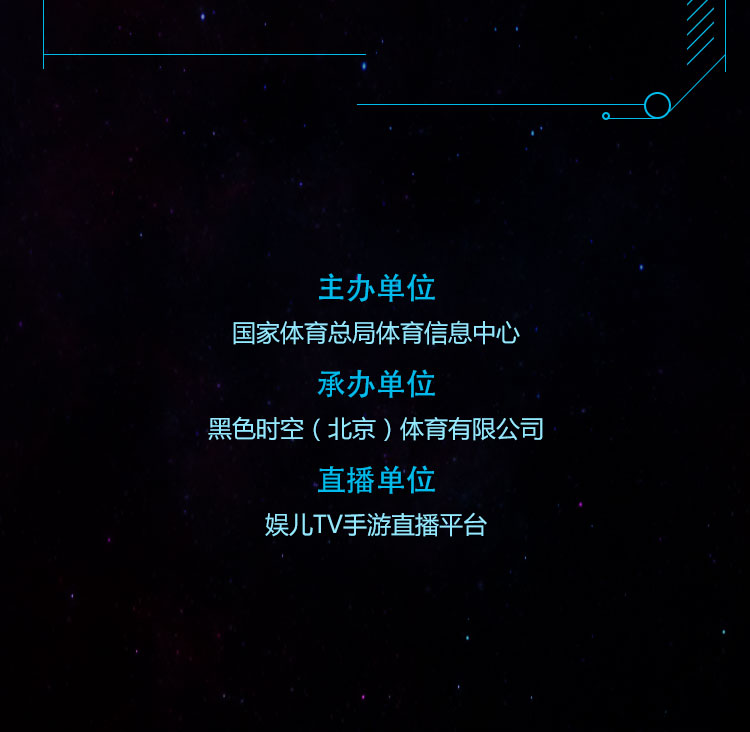 主办单位
国家体育总局体育信息中心
承办单位
黑色时空（北京）体育有限公司
直播单位
娱儿TV手游直播平台